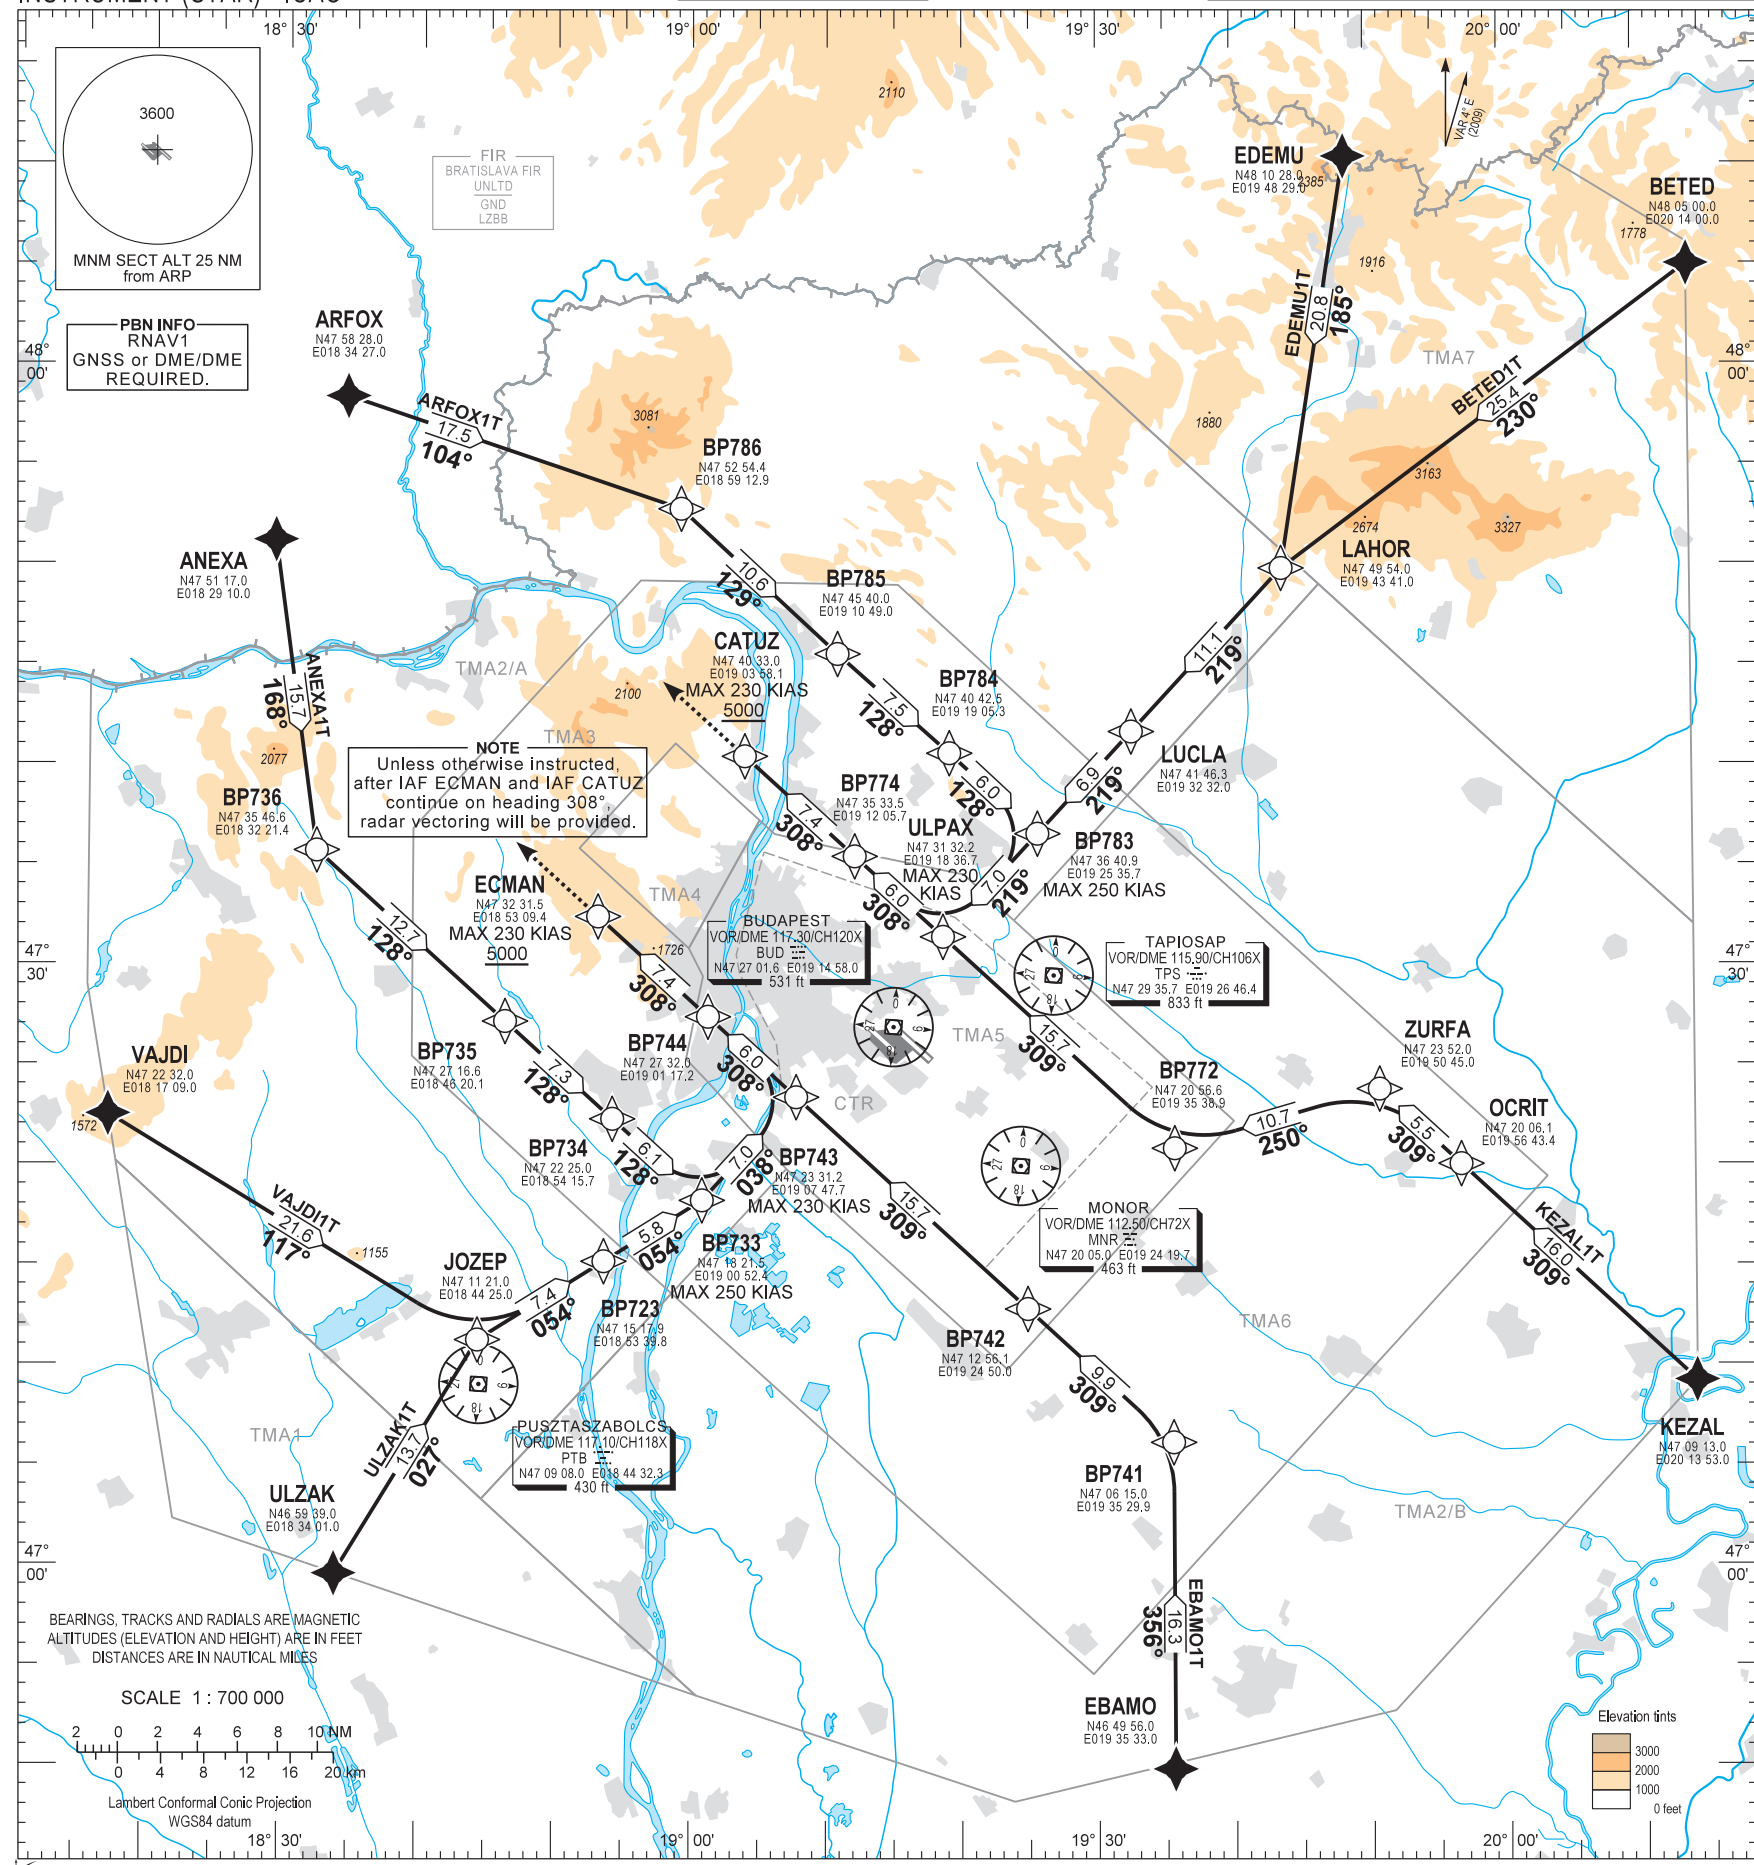 18° 30'
19° 00'
19° 30'
20° 00'
3600
MNM SECT ALT 25 NM
from ARP
PBN INFO
RNAV1
GNSS or DME/DME
REQUIRED.
FIR
BRATISLAVA FIR
UNLTD
GND
LZBB
2110
VAR 4° E
(2009)
EDEMU
N48 10 28.0
E019 48 29.0
BETED
N48 05 00.0
E020 14 00.0
1778
1916
ARFOX
N47 58 28.0
E018 34 27.0
EDEMU1T
20.8
185°
TMA7
48°
00'
48°
00'
BETED1T
25.4
230°
ARFOX1T
17.5
104°
3081
1880
BP786
N47 52 54.4
E018 59 12.9
3163
2674
3327
LAHOR
N47 49 54.0
E019 43 41.0
ANEXA
N47 51 17.0
E018 29 10.0
10.6
129°
BP785
N47 45 40.0
E019 10 49.0
CATUZ
N47 40 33.0
E019 03 58.1
MAX 230 KIAS
5000
11.1
219°
TMA2/A
2100
TMA3
ANEXA1T
15.7
168°
2077
BP784
N47 40 42.5
E019 19 05.3
7.5
128°
LUCLA
N47 41 46.3
E019 32 32.0
NOTE
Unless otherwise instructed,
after IAF ECMAN and IAF CATUZ
continue on heading 308°,
radar vectoring will be provided.
BP736
N47 35 46.6
E018 32 21.4
BP774
N47 35 33.5
E019 12 05.7
7.4
308°
6.0
128°
6.9
219°
ULPAX
N47 31 32.2
E019 18 36.7
MAX 230
KIAS
BP783
N47 36 40.9
E019 25 35.7
MAX 250 KIAS
7.0
219°
6.0
308°
ECMAN
N47 32 31.5
E018 53 09.4
MAX 230 KIAS
5000
TMA4
1726
12.7
128°
BUDAPEST
VOR/DME 117.30/CH120X
BUD
N47 27 01.6 E019 14 58.0
531 ft
TAPIOSAP
VOR/DME 115.90/CH106X
TPS
N47 29 35.7 E019 26 46.4
833 ft
47°
30'
47°
30'
7.4
308°
0
9
18
27
0
9
18
27
TMA5
15.7
309°
ZURFA
N47 23 52.0
E019 50 45.0
VAJDI
N47 22 32.0
E018 17 09.0
1572
BP735
N47 27 16.6
E018 46 20.1
7.3
128°
BP744
N47 27 32.0
E019 01 17.2
6.0
308°
CTR
BP772
N47 20 56.6
E019 35 38.9
10.7
250°
5.5
309°
OCRIT
N47 20 06.1
E019 56 43.4
BP734
N47 22 25.0
E018 54 15.7
6.1
128°
7.0
038°
BP743
N47 23 31.2
E019 07 47.7
MAX 230 KIAS
0
9
18
27
15.7
309°
MONOR
VOR/DME 112.50/CH72X
MNR
N47 20 05.0 E019 24 19.7
463 ft
VAJDI1T
21.6
117°
1155
JOZEP
N47 11 21.0
E018 44 25.0
5.8
054°
BP733
N47 18 21.5
E019 00 52.4
MAX 250 KIAS
KEZAL1T
16.0
309°
7.4
054°
BP723
N47 15 17.9
E018 53 39.8
BP742
N47 12 56.1
E019 24 50.0
TMA6
0
9
18
27
9.9
309°
TMA1
ULZAK1T
13.7
027°
PUSZTASZABOLCS
VOR/DME 117.10/CH118X
PTB
N47 09 08.0 E018 44 32.3
430 ft
KEZAL
N47 09 13.0
E020 13 53.0
BP741
N47 06 15.0
E019 35 29.9
ULZAK
N46 59 39.0
E018 34 01.0
TMA2/B
47°
00'
47°
00'
EBAMO1T
16.3
356°
BEARINGS, TRACKS AND RADIALS ARE MAGNETIC
ALTITUDES (ELEVATION AND HEIGHT) ARE IN FEET
DISTANCES ARE IN NAUTICAL MILES
SCALE 1 : 700 000
2 0 2 4 6 8 10 NM
0 4 8 12 16 20 km
Lambert Conformal Conic Projection
WGS84 datum
EBAMO
N46 49 56.0
E019 35 33.0
Elevation tints
3000
2000
1000
0 feet
18° 30'
19° 00'
19° 30'
20° 00'